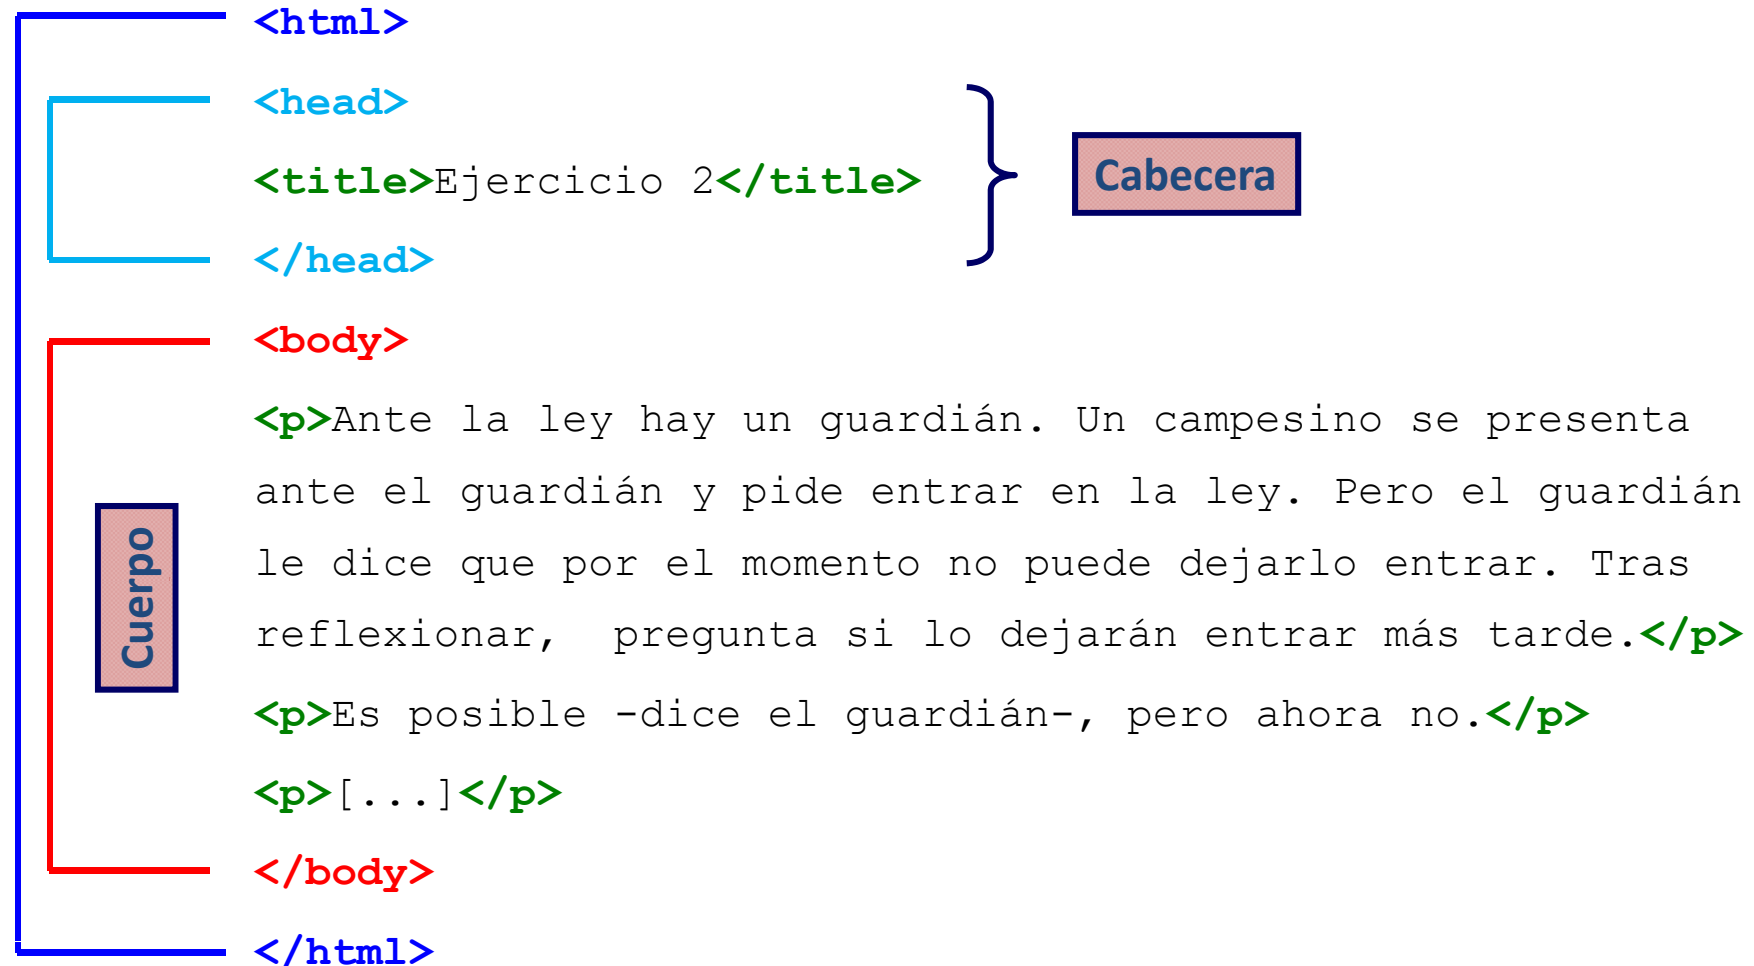 <html>
<head>
<title>Ejercicio 2</title>
Cabecera
</head>
<body>
<p>Ante la ley hay un guardián. Un campesino se presenta
ante el guardián y pide entrar en la ley. Pero el guardián
le dice que por el momento no puede dejarlo entrar. Tras
reflexionar,  pregunta si lo dejarán entrar más tarde.</p>
Cuerpo
<p>Es posible -dice el guardián-, pero ahora no.</p>
<p>[...]</p>
</body>
</html>